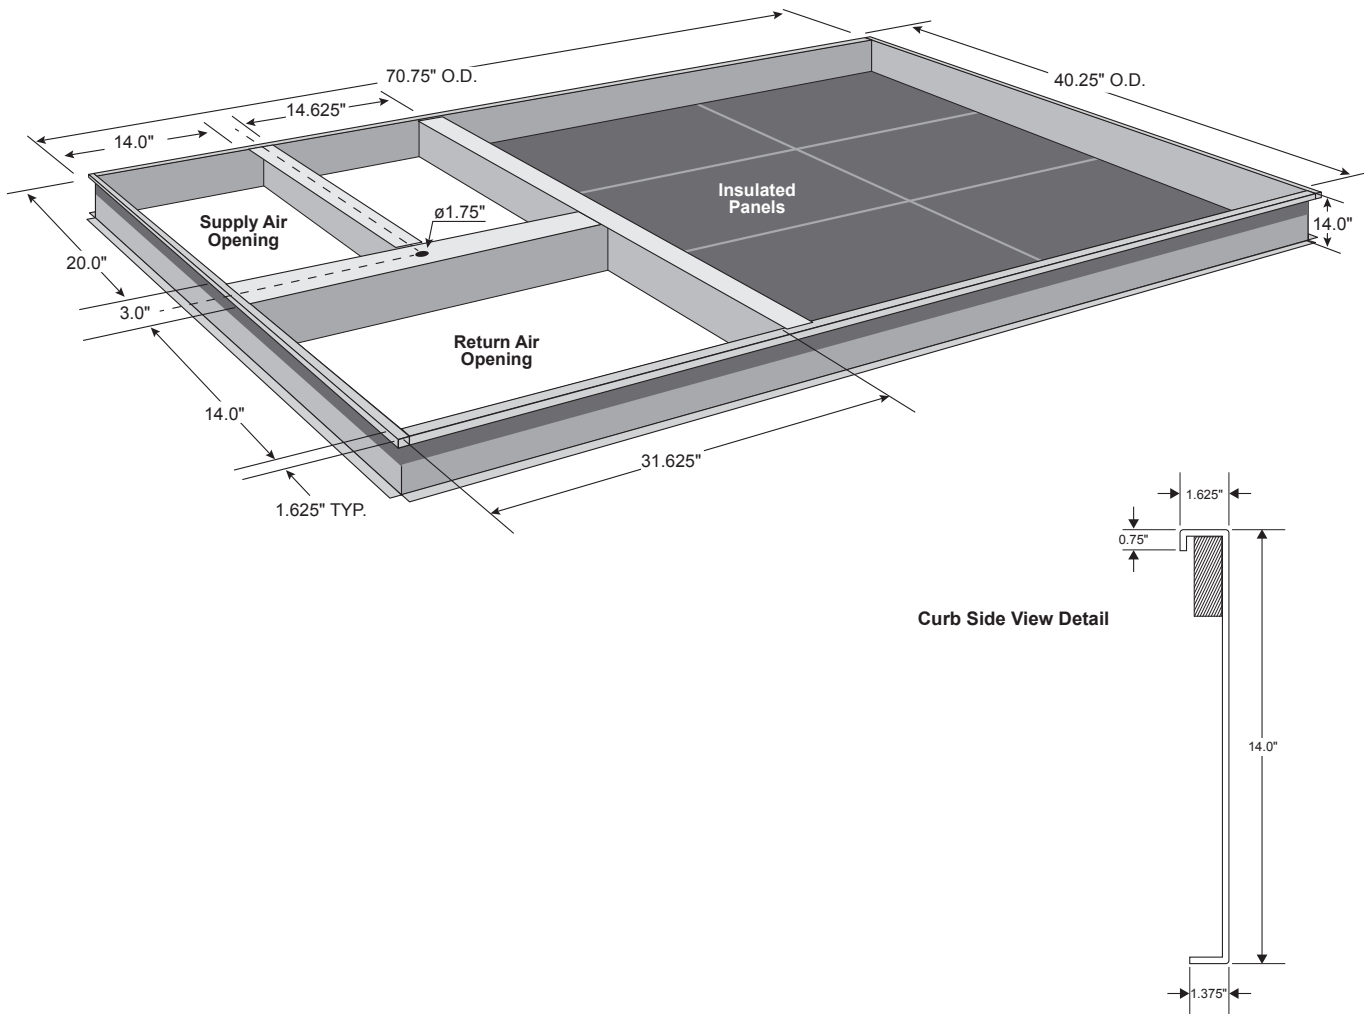 70.75" O.D.
40.25" O.D.
14.625"
14.0"
Supply Air
Opening
ø1.75"
Insulated
Panels
14.0"
20.0"
3.0"
Return Air
Opening
14.0"
31.625"
1.625" TYP.
1.625"
0.75"
Curb Side View Detail
14.0"
1.375"